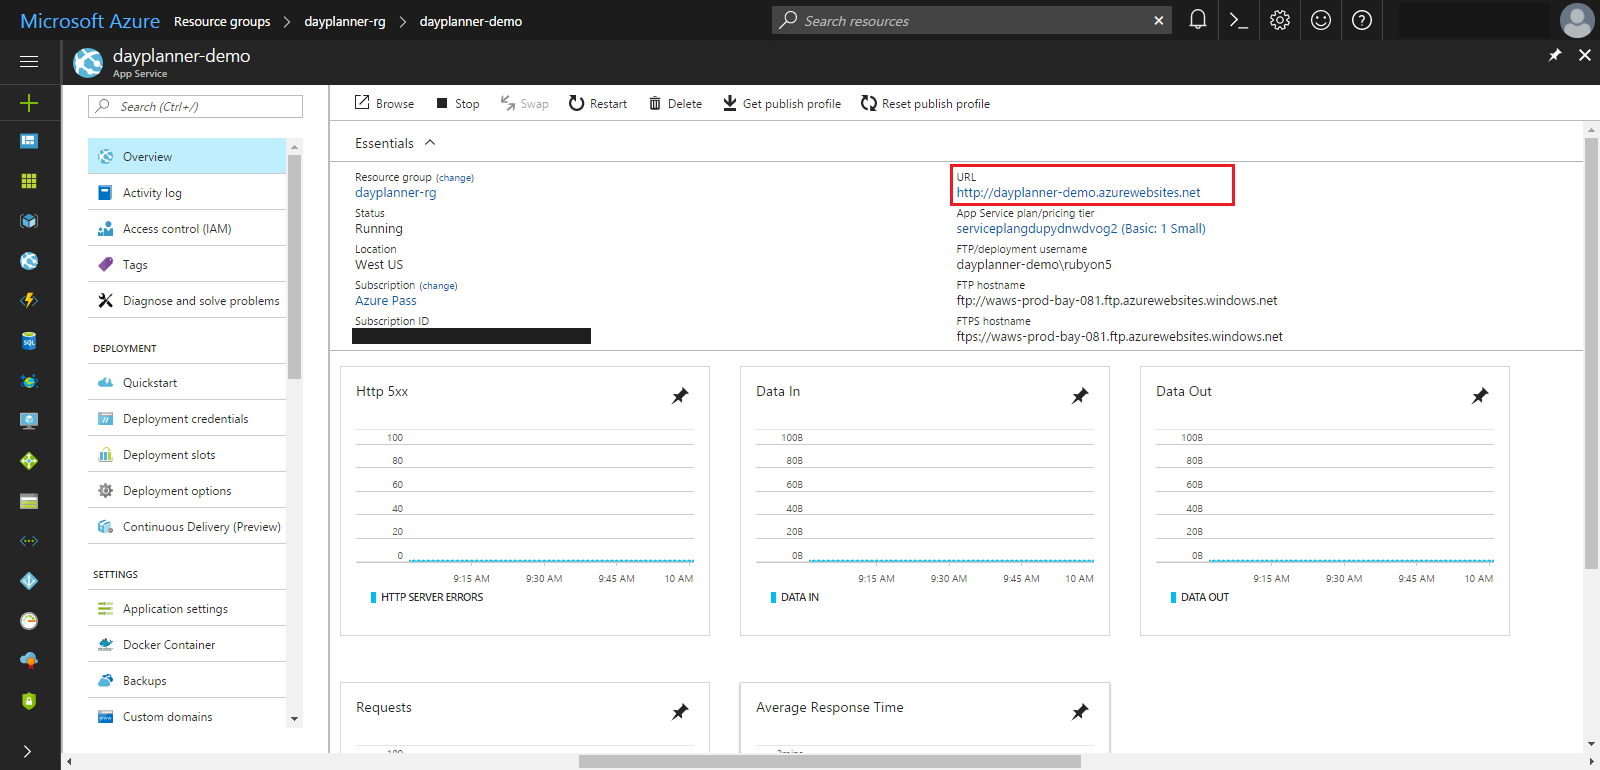 Microsoft Azure Resource groups > dayplanner-rg > dayplanner-demo
Search resources
dayplanner-demo
App Service
Search (Ctrl+/)
Overview
Activity log
Access control (IAM)
Tags
Diagnose and solve problems
DEPLOYMENT
Quickstart
Deployment credentials
Deployment slots
Deployment options
Continuous Delivery (Preview)
SETTINGS
Application settings
Docker Container
Backups
Custom domains
Browse Stop Swap Restart Delete Get publish profile Reset publish profile
Essentials
Resource group (change)
dayplanner-rg
Status
Running
Location
West US
Subscription (change)
Azure Pass
Subscription ID
URL
http://dayplanner-demo.azurewebsites.net
App Service plan/pricing tier
serviceplangdupydnwdvog2 (Basic: 1 Small)
FTP/deployment username
dayplanner-demo\rubyon5
FTP hostname
ftp://waws-prod-bay-081.ftp.azurewebsites.windows.net
FTPS hostname
ftps://waws-prod-bay-081.ftp.azurewebsites.windows.net
Http 5xx
100
80
60
40
20
0
9:15 AM 9:30 AM 9:45 AM 10 AM
HTTP SERVER ERRORS
Data In
100B
80B
60B
40B
20B
0B
9:15 AM 9:30 AM 9:45 AM 10 AM
DATA IN
Data Out
100B
80B
60B
40B
20B
0B
9:15 AM 9:30 AM 9:45 AM 10 AM
DATA OUT
Requests
100
Average Response Time